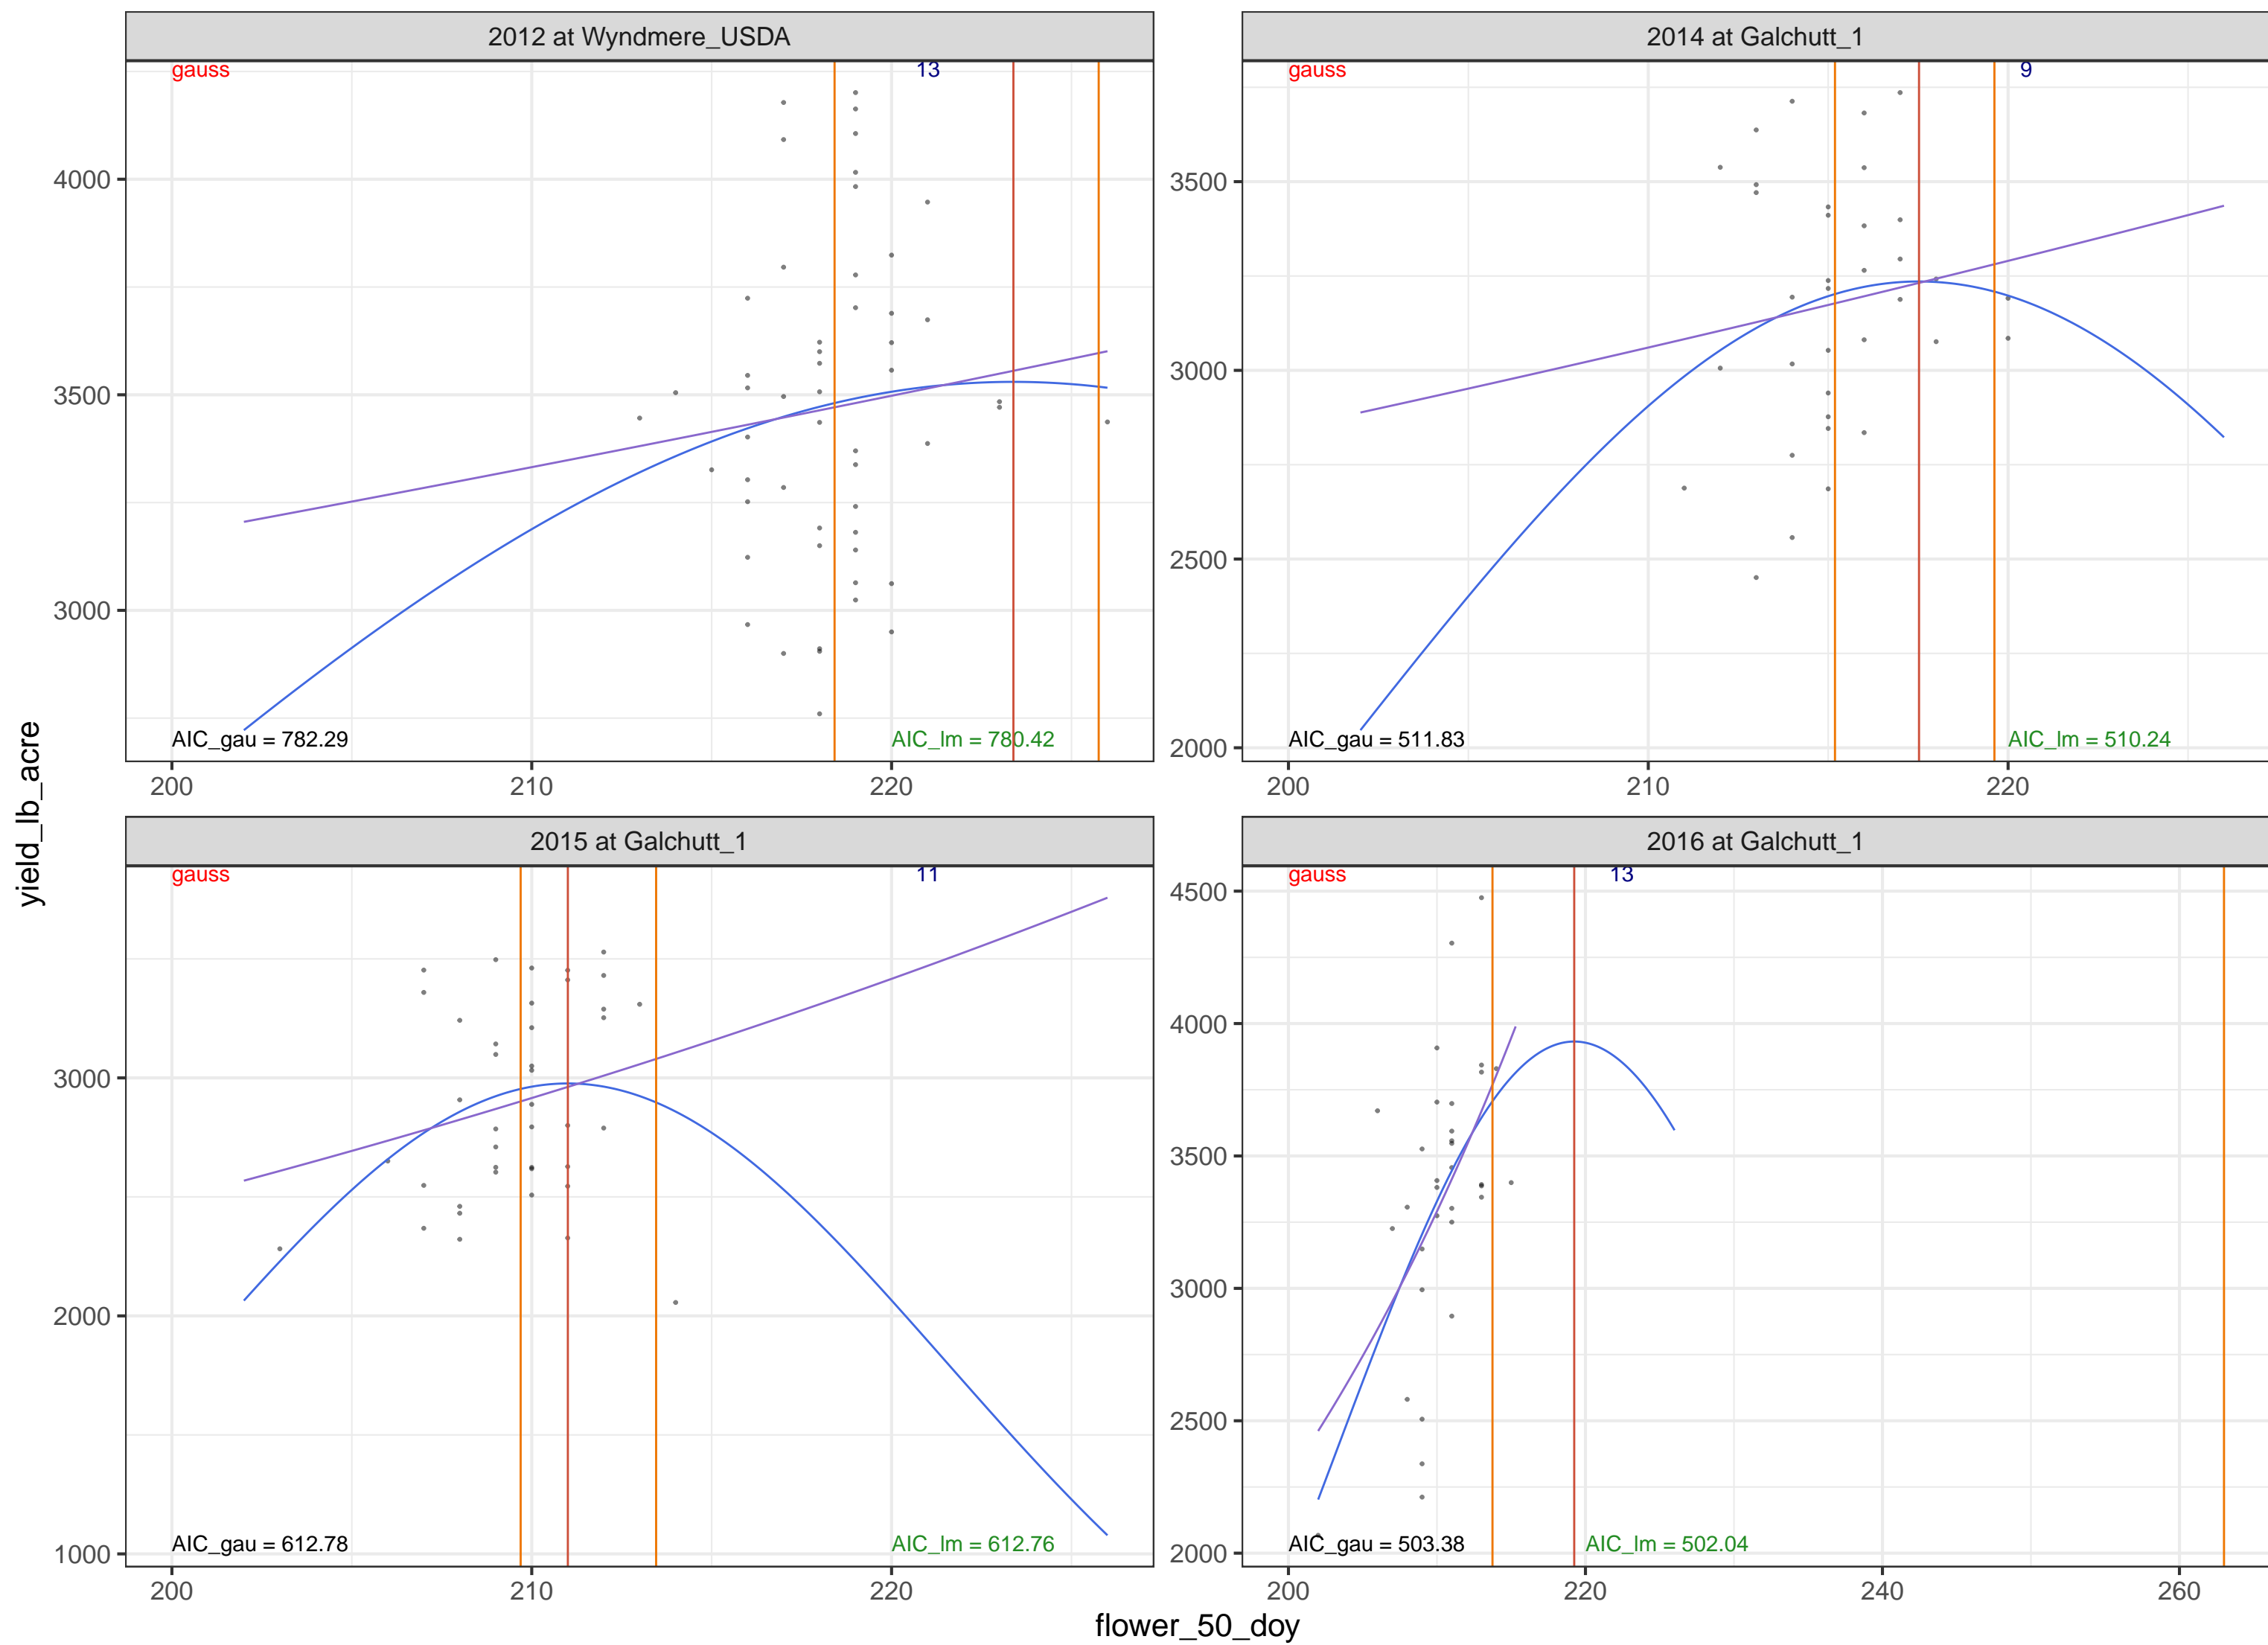 2012 at Wyndmere_USDA
gauss
13
4000
3500
3000
AIC_gau = 782.29
AIC_lm = 780.42
200
210
220
2014 at Galchutt_1
gauss
9
3500
3000
2500
2000
AIC_gau = 511.83
AIC_lm = 510.24
200
210
220
yield_lb_acre
2015 at Galchutt_1
gauss
11
3000
2000
1000
AIC_gau = 612.78
AIC_lm = 612.76
200
210
220
2016 at Galchutt_1
gauss
13
4500
4000
3500
3000
2500
2000
AIC_gau = 503.38
AIC_lm = 502.04
200
220
240
260
flower_50_doy